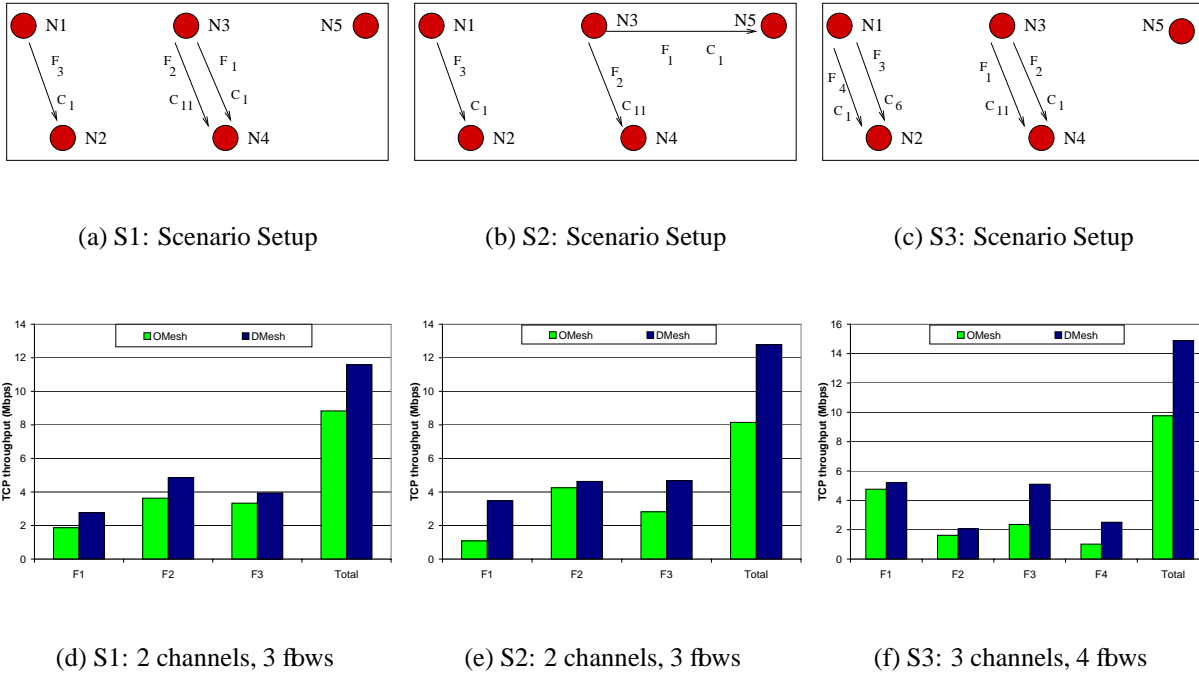 N1 N3 N5
F3 F2 F1
C1 C11 C1
N2 N4
N1 N3 N5
F3 F1 C1
F2
C1 C11
N2 N4
N1 N3 N5
F4 F3 F1 F2
C1 C6 C11 C1
N2 N4
(a) S1: Scenario Setup
(b) S2: Scenario Setup
(c) S3: Scenario Setup
OMesh DMesh
TCP throughput (Mbps)
14
12
10
8
6
4
2
0
F1 F2 F3 Total
OMesh DMesh
TCP throughput (Mbps)
14
12
10
8
6
4
2
0
F1 F2 F3 Total
OMesh DMesh
TCP throughput (Mbps)
16
14
12
10
8
6
4
2
0
F1 F2 F3 F4 Total
(d) S1: 2 channels, 3 flows
(e) S2: 2 channels, 3 flows
(f) S3: 3 channels, 4 flows